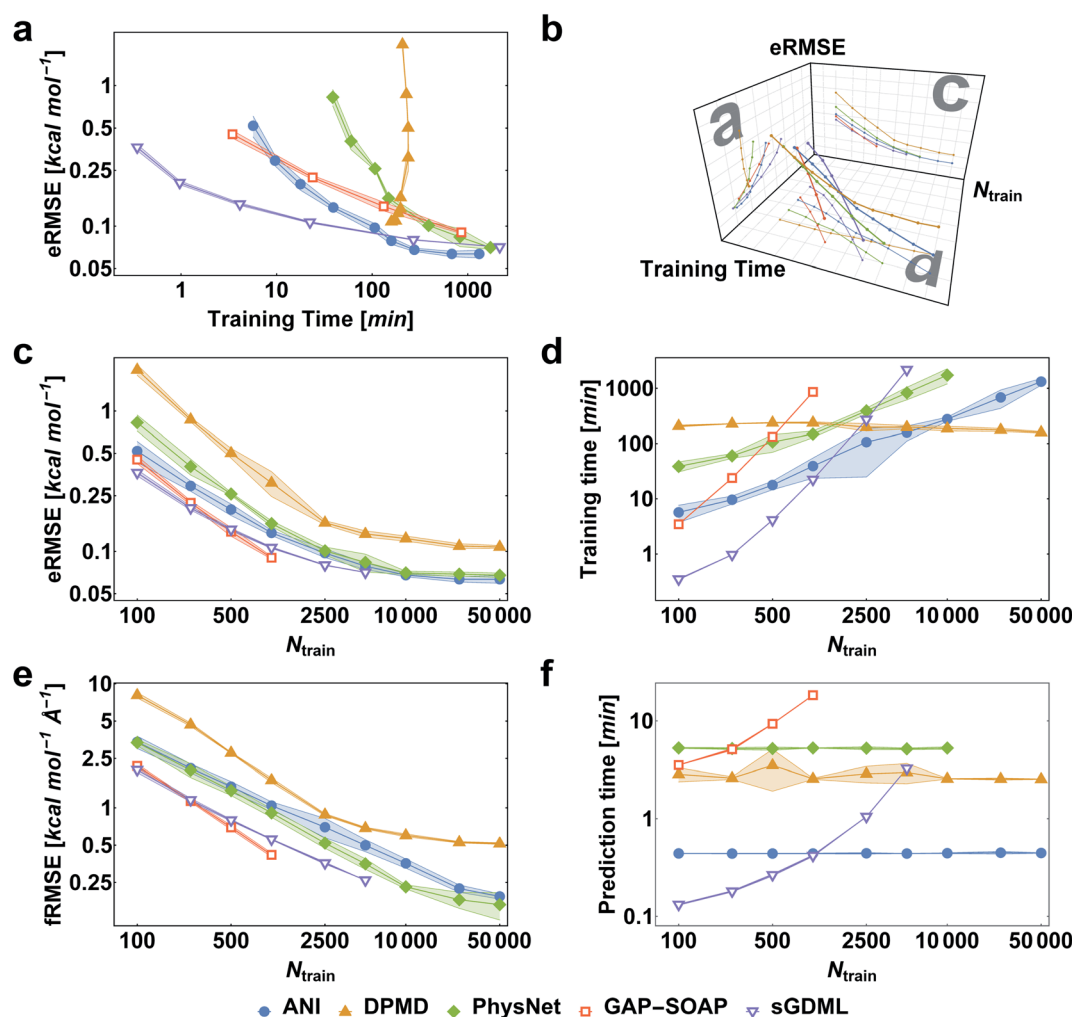 a
eRMSE [kcal mol⁻¹]
1
0.5
0.25
0.1
0.05
1 10 100 1000
Training Time [min]
b
eRMSE
a
c
d
N_train
Training Time
c
eRMSE [kcal mol⁻¹]
1
0.5
0.25
0.1
0.05
100 500 2500 10 000 50 000
N_train
d
Training time [min]
1000
100
10
1
100 500 2500 10 000 50 000
N_train
e
fRMSE [kcal mol⁻¹ Å⁻¹]
10
5
2.5
1
0.5
0.25
100 500 2500 10 000 50 000
N_train
f
Prediction time [min]
10
1
0.1
100 500 2500 10 000 50 000
N_train
ANI DPMD PhysNet GAP–SOAP sGDML